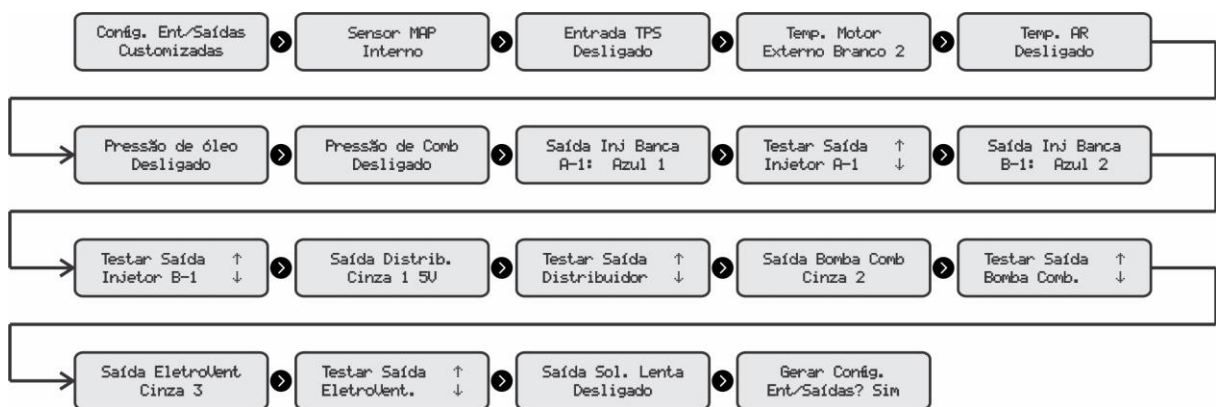 Config. Ent/Saídas
Customizadas
Sensor MAP
Interno
Entrada TPS
Desligado
Temp. Motor
Externo Branco 2
Temp. AR
Desligado
Pressão de óleo
Desligado
Pressão de Comb
Desligado
Saída Inj Banca
A-1: Azul 1
Testar Saída ↑
Injetor A-1 ↓
Saída Inj Banca
B-1: Azul 2
Testar Saída ↑
Injetor B-1 ↓
Saída Distrib.
Cinza 1 5V
Testar Saída ↑
Distribuidor ↓
Saída Bomba Comb
Cinza 2
Testar Saída ↑
Bomba Comb. ↓
Saída EletroVent
Cinza 3
Testar Saída ↑
EletroVent. ↓
Saída Sol. Lenta
Desligado
Gerar Config.
Ent/Saídas? Sim